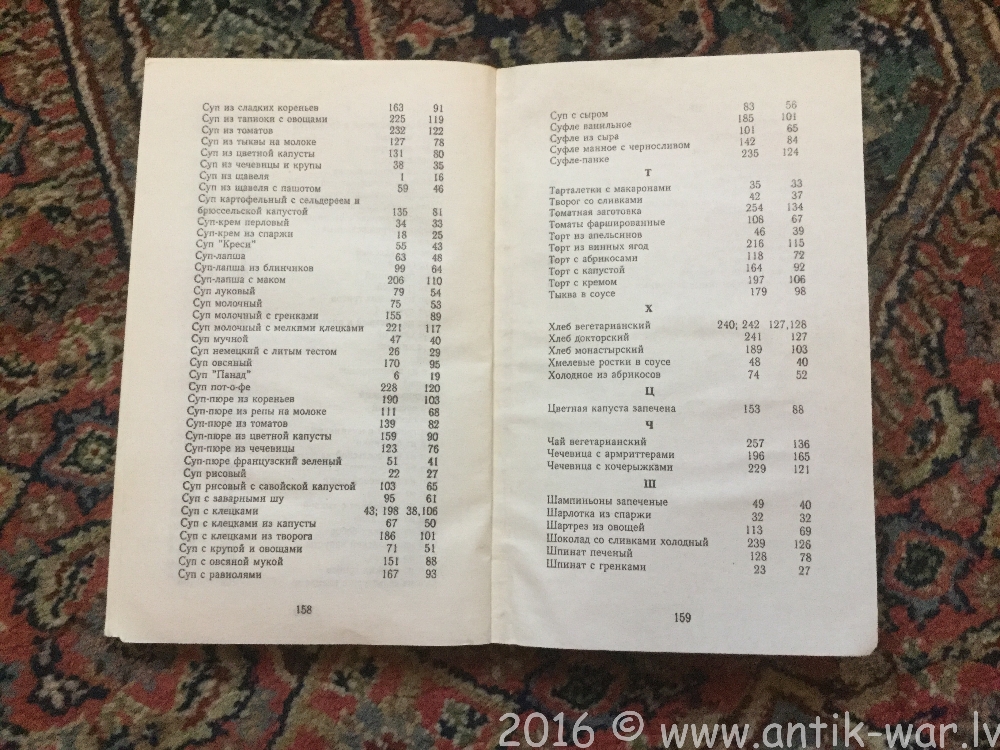 Суп из сладких кореньев 163 91
Суп из тапиоки с овощами 225 119
Суп из томатов 232 122
Суп из тыквы на молоке 127 78
Суп из цветной капусты 131 80
Суп из чечевицы и крупы 38 35
Суп из щавеля 1 16
Суп из щавеля с пашотом 59 46
Суп картофельный с сельдереем и
брюссельской капустой 135 81
Суп-крем перловый 34 33
Суп-крем из спаржи 18 25
Суп "Креси" 55 43
Суп-лапша 63 48
Суп-лапша из блинчиков 99 64
Суп-лапша с маком 206 110
Суп луковый 79 54
Суп молочный 75 53
Суп молочный с гренками 155 89
Суп молочный с мелкими клецками 221 117
Суп мучной 47 40
Суп немецкий с литым тестом 26 29
Суп овсяный 170 95
Суп "Панад" 6 19
Суп пот-о-фе 228 120
Суп-пюре из кореньев 190 103
Суп-пюре из репы на молоке 111 68
Суп-пюре из томатов 139 82
Суп-пюре из цветной капусты 159 90
Суп-пюре из чечевицы 123 76
Суп-пюре французский зеленый 51 41
Суп рисовый 22 27
Суп рисовый с савойской капустой 103 65
Суп с заварными шу 95 61
Суп с клецками 43; 198 38,106
Суп с клецками из капусты 67 50
Суп с клецками из творога 186 101
Суп с крупой и овощами 71 51
Суп с овсяной мукой 151 88
Суп с равиолями 167 93
158
Суп с сыром 83 56
Суфле ванильное 185 101
Суфле из сыра 101 65
Суфле манное с черносливом 142 84
Суфле-панке 235 124
Т
Тарталетки с макаронами 35 33
Творог со сливками 42 37
Томатная заготовка 254 134
Томаты фаршированные 108 67
Торт из апельсинов 46 39
Торт из винных ягод 216 115
Торт с абрикосами 118 72
Торт с капустой 164 92
Торт с кремом 197 106
Тыква в соусе 179 98
Х
Хлеб вегетарианский 240; 242 127,128
Хлеб докторский 241 127
Хлеб монастырский 189 103
Хмелевые ростки в соусе 48 40
Холодное из абрикосов 74 52
Ц
Цветная капуста запечена 153 88
Ч
Чай вегетарианский 257 136
Чечевица с армриттерами 196 165
Чечевица с кочерыжками 229 121
Ш
Шампиньоны запеченые 49 40
Шарлотка из спаржи 32 32
Шартрез из овощей 113 69
Шоколад со сливками холодный 239 126
Шпинат печеный 128 78
Шпинат с гренками 23 27
159
2016 © www.antik-war.lv